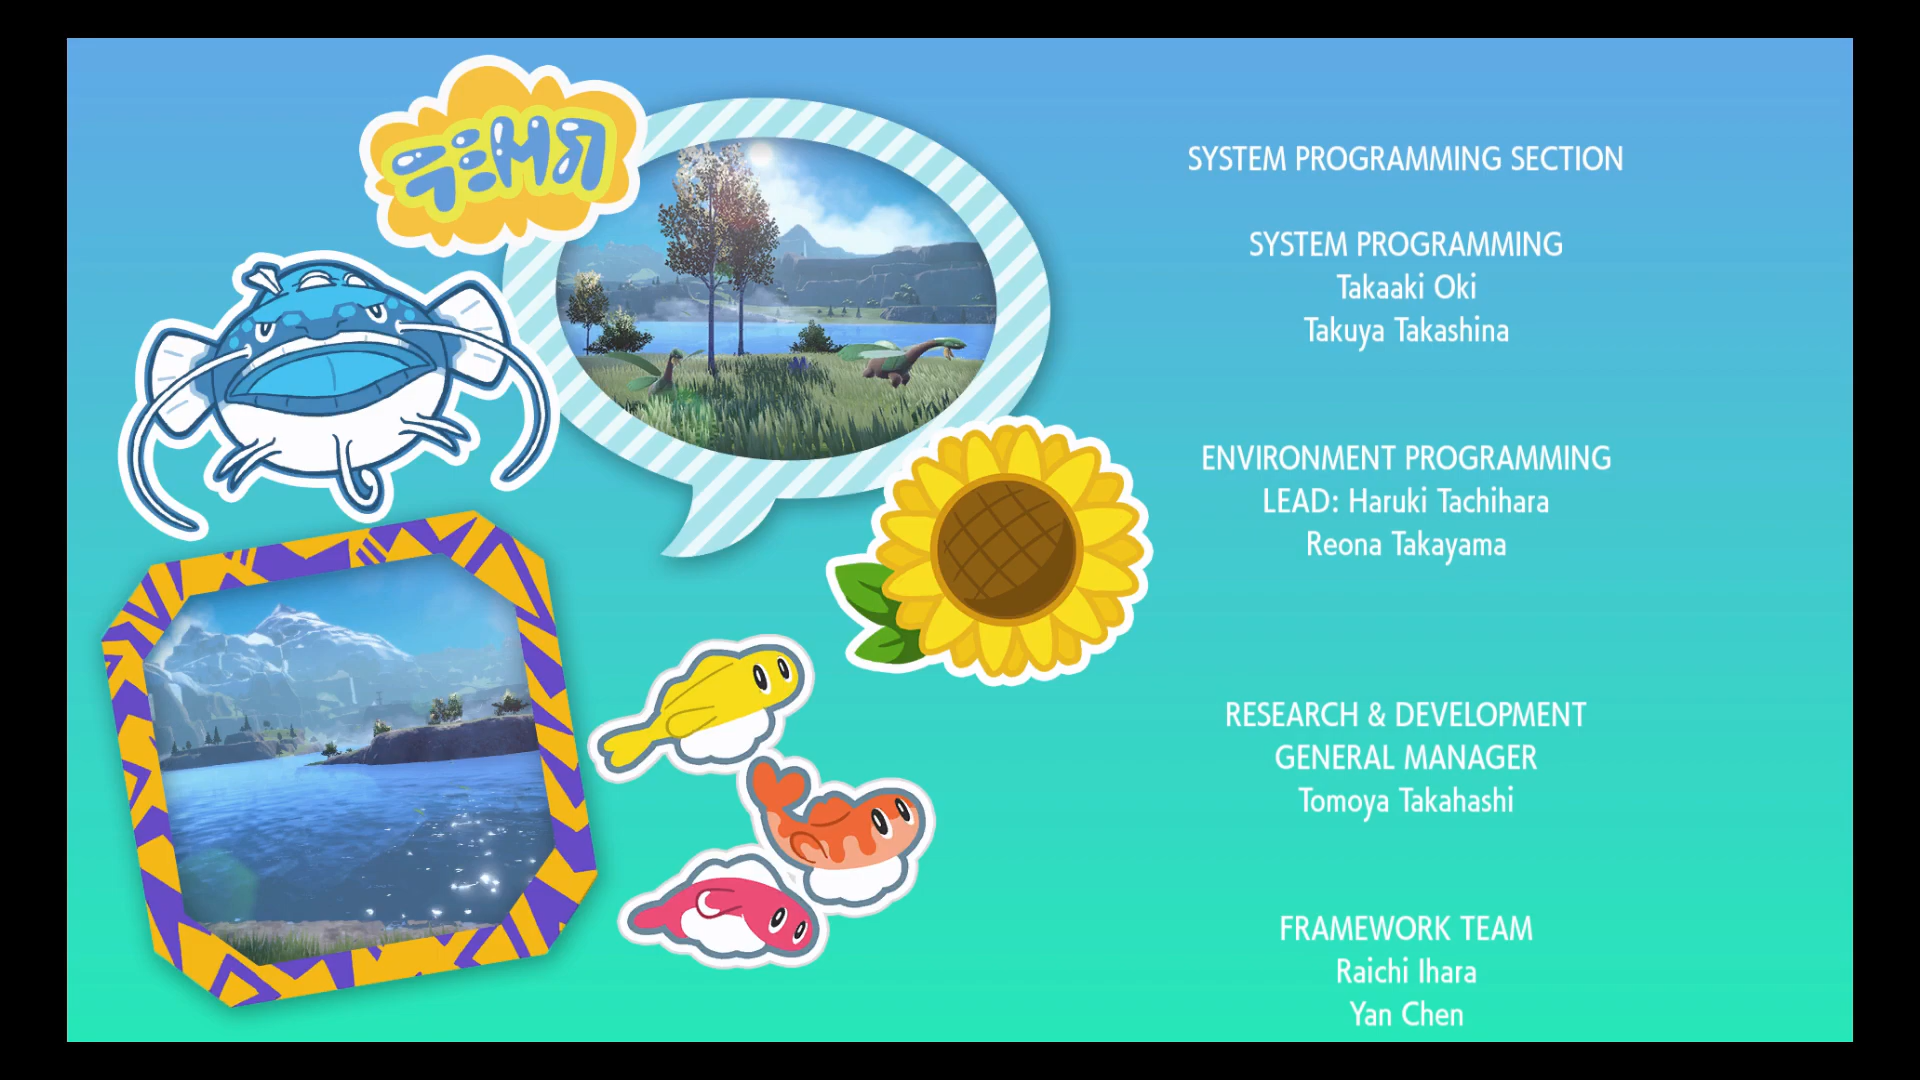 SYSTEM PROGRAMMING SECTION
SYSTEM PROGRAMMING
Takaaki Oki
Takuya Takashina
ENVIRONMENT PROGRAMMING
LEAD: Haruki Tachihara
Reona Takayama
RESEARCH & DEVELOPMENT
GENERAL MANAGER
Tomoya Takahashi
FRAMEWORK TEAM
Raichi Ihara
Yan Chen